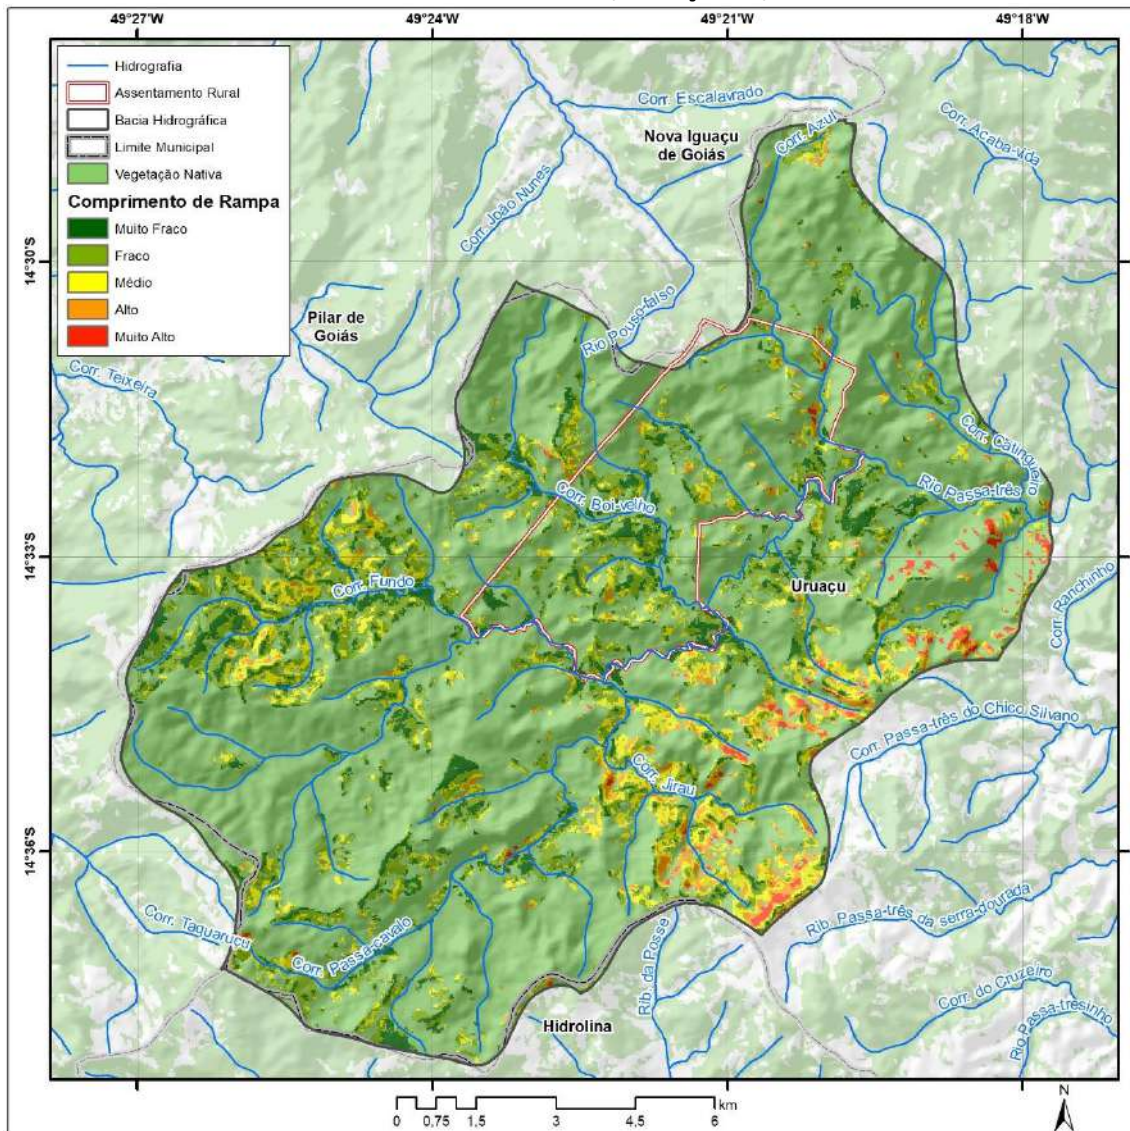 49°27'W
49°24'W
49°21'W
49°18'W
Hidrografia
Assentamento Rural
Bacia Hidrográfica
Limite Municipal
Vegetação Nativa
Comprimento de Rampa
Muito Fraco
Fraco
Médio
Alto
Muito Alto
Corr. Escalavrado
Nova Iguaçu
de Goiás
Corr. Azul
Corr. Acaba-vida
Corr. João Nunes
14°30'S
Pilar de
Goiás
Rio Pouso-falso
Corr. Teixeira
Corr. Catingueiro
Rio Passa-três
Corr. Boi-velho
14°33'S
Corr. Fundo
Uruaçu
Corr. Ranchinho
Corr. Passa-três do Chico Silvano
Corr. Jirau
14°36'S
Corr. Taquaruçu
Corr. Passa-cavalo
Rib. da Posse
Rib. Passa-três da serra-dourada
Corr. do Cruzeiro
Rio Passa-tresinho
Hidrolina
N
km
0 0,75 1,5 3 4,5 6